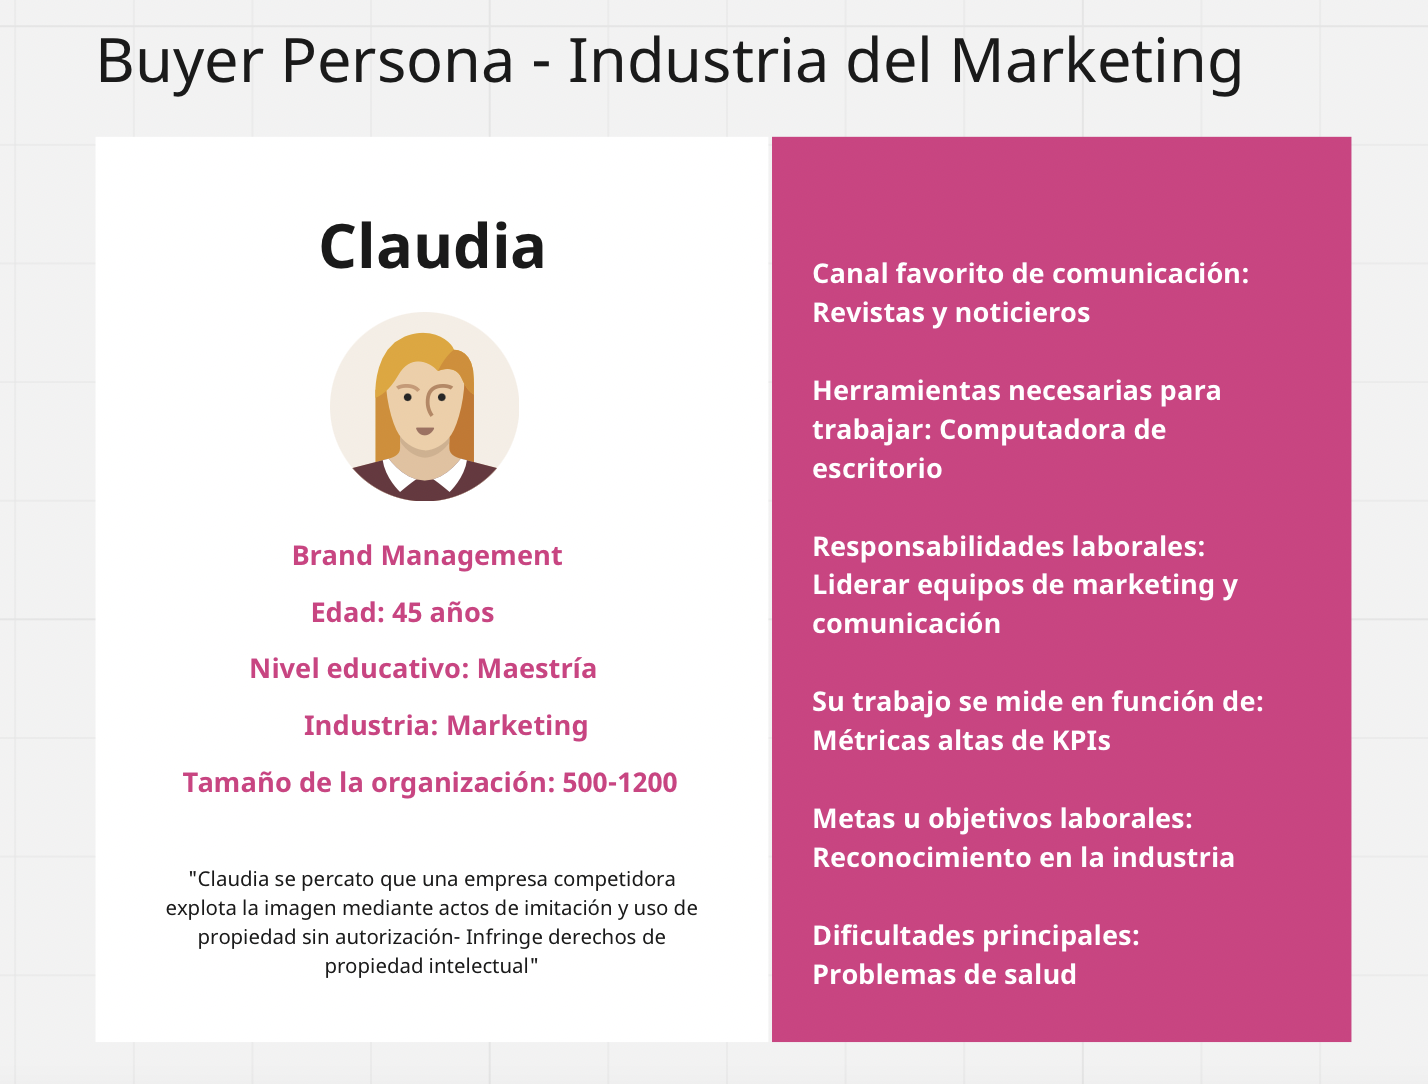 Buyer Persona - Industria del Marketing
Claudia
Brand Management
Edad: 45 años
Nivel educativo: Maestría
Industria: Marketing
Tamaño de la organización: 500-1200
"Claudia se percato que una empresa competidora
explota la imagen mediante actos de imitación y uso de
propiedad sin autorización- Infringe derechos de
propiedad intelectual"
Canal favorito de comunicación:
Revistas y noticieros
Herramientas necesarias para
trabajar: Computadora de
escritorio
Responsabilidades laborales:
Liderar equipos de marketing y
comunicación
Su trabajo se mide en función de:
Métricas altas de KPIs
Metas u objetivos laborales:
Reconocimiento en la industria
Dificultades principales:
Problemas de salud